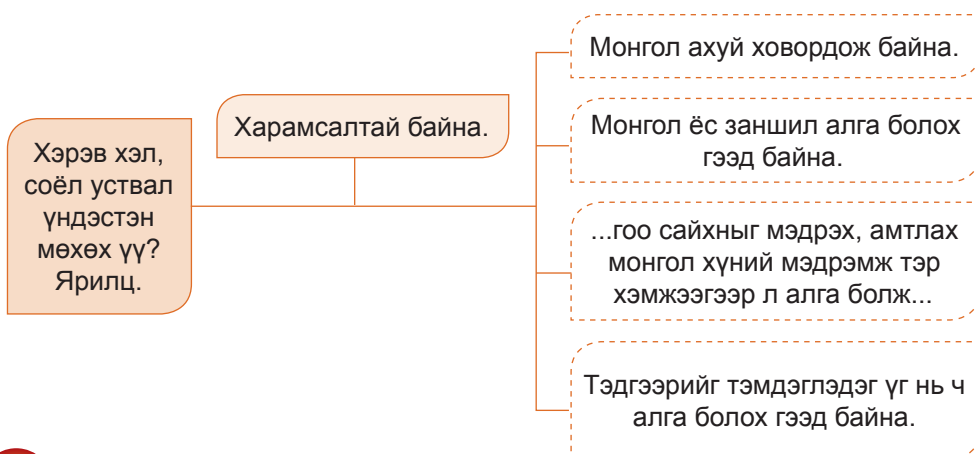 Хэрэв хэл,
соёл уствал
үндэстэн
мөхөх үү?
Ярилц.
Харамсалтай байна.
Монгол ахуй ховордож байна.
Монгол ёс заншил алга болох
гээд байна.
...гоо сайхныг мэдрэх, амтлах
монгол хүний мэдрэмж тэр
хэмжээгээр л алга болж...
Тэдгээрийг тэмдэглэдэг үг нь ч
алга болох гээд байна.